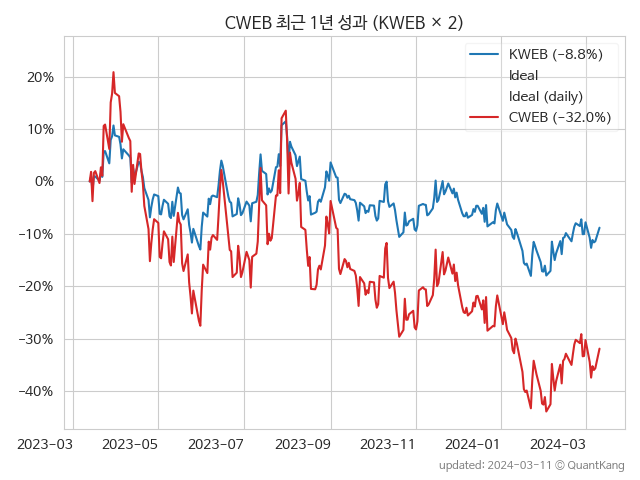 CWEB 최근 1년 성과 (KWEB × 2)
KWEB (−8.8%)
Ideal
Ideal (daily)
CWEB (−32.0%)
20%
10%
0%
−10%
−20%
−30%
−40%
2023-03 2023-05 2023-07 2023-09 2023-11 2024-01 2024-03
updated: 2024-03-11 © QuantKang